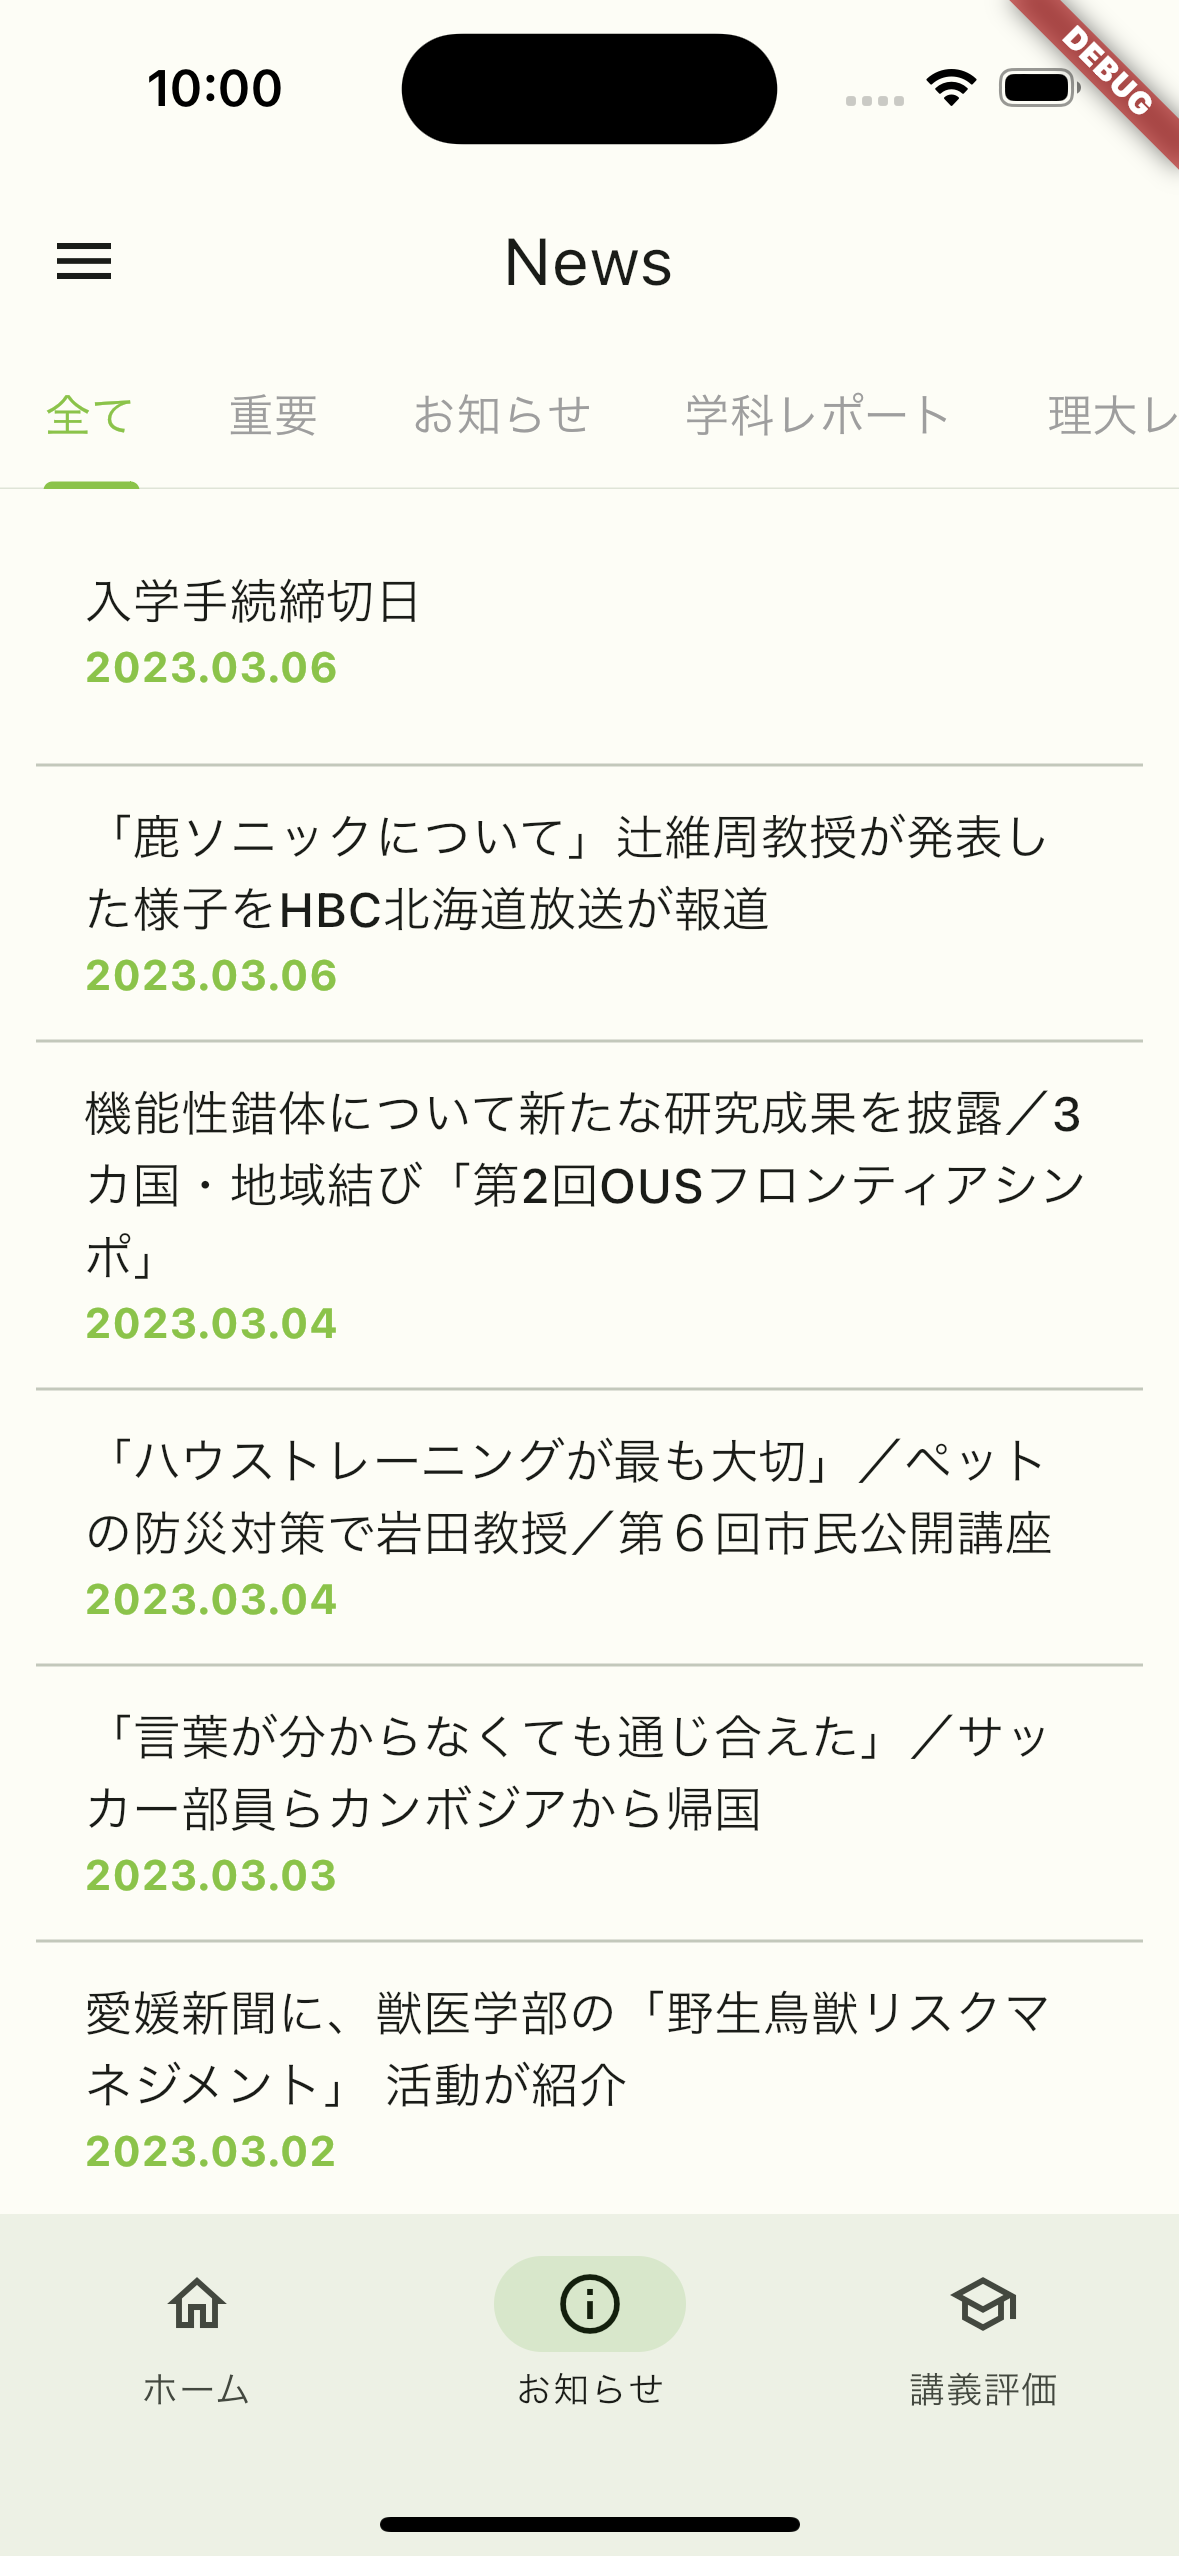 10:00
DEBUG
News
全て 重要 お知らせ 学科レポート 理大レ
入学手続締切日
2023.03.06
「鹿ソニックについて」辻維周教授が発表し
た様子をHBC北海道放送が報道
2023.03.06
機能性錯体について新たな研究成果を披露／3
カ国・地域結び「第2回OUSフロンティアシン
ポ」
2023.03.04
「ハウストレーニングが最も大切」／ペット
の防災対策で岩田教授／第６回市民公開講座
2023.03.04
「言葉が分からなくても通じ合えた」／サッ
カー部員らカンボジアから帰国
2023.03.03
愛媛新聞に、獣医学部の「野生鳥獣リスクマ
ネジメント」 活動が紹介
2023.03.02
ホーム お知らせ 講義評価